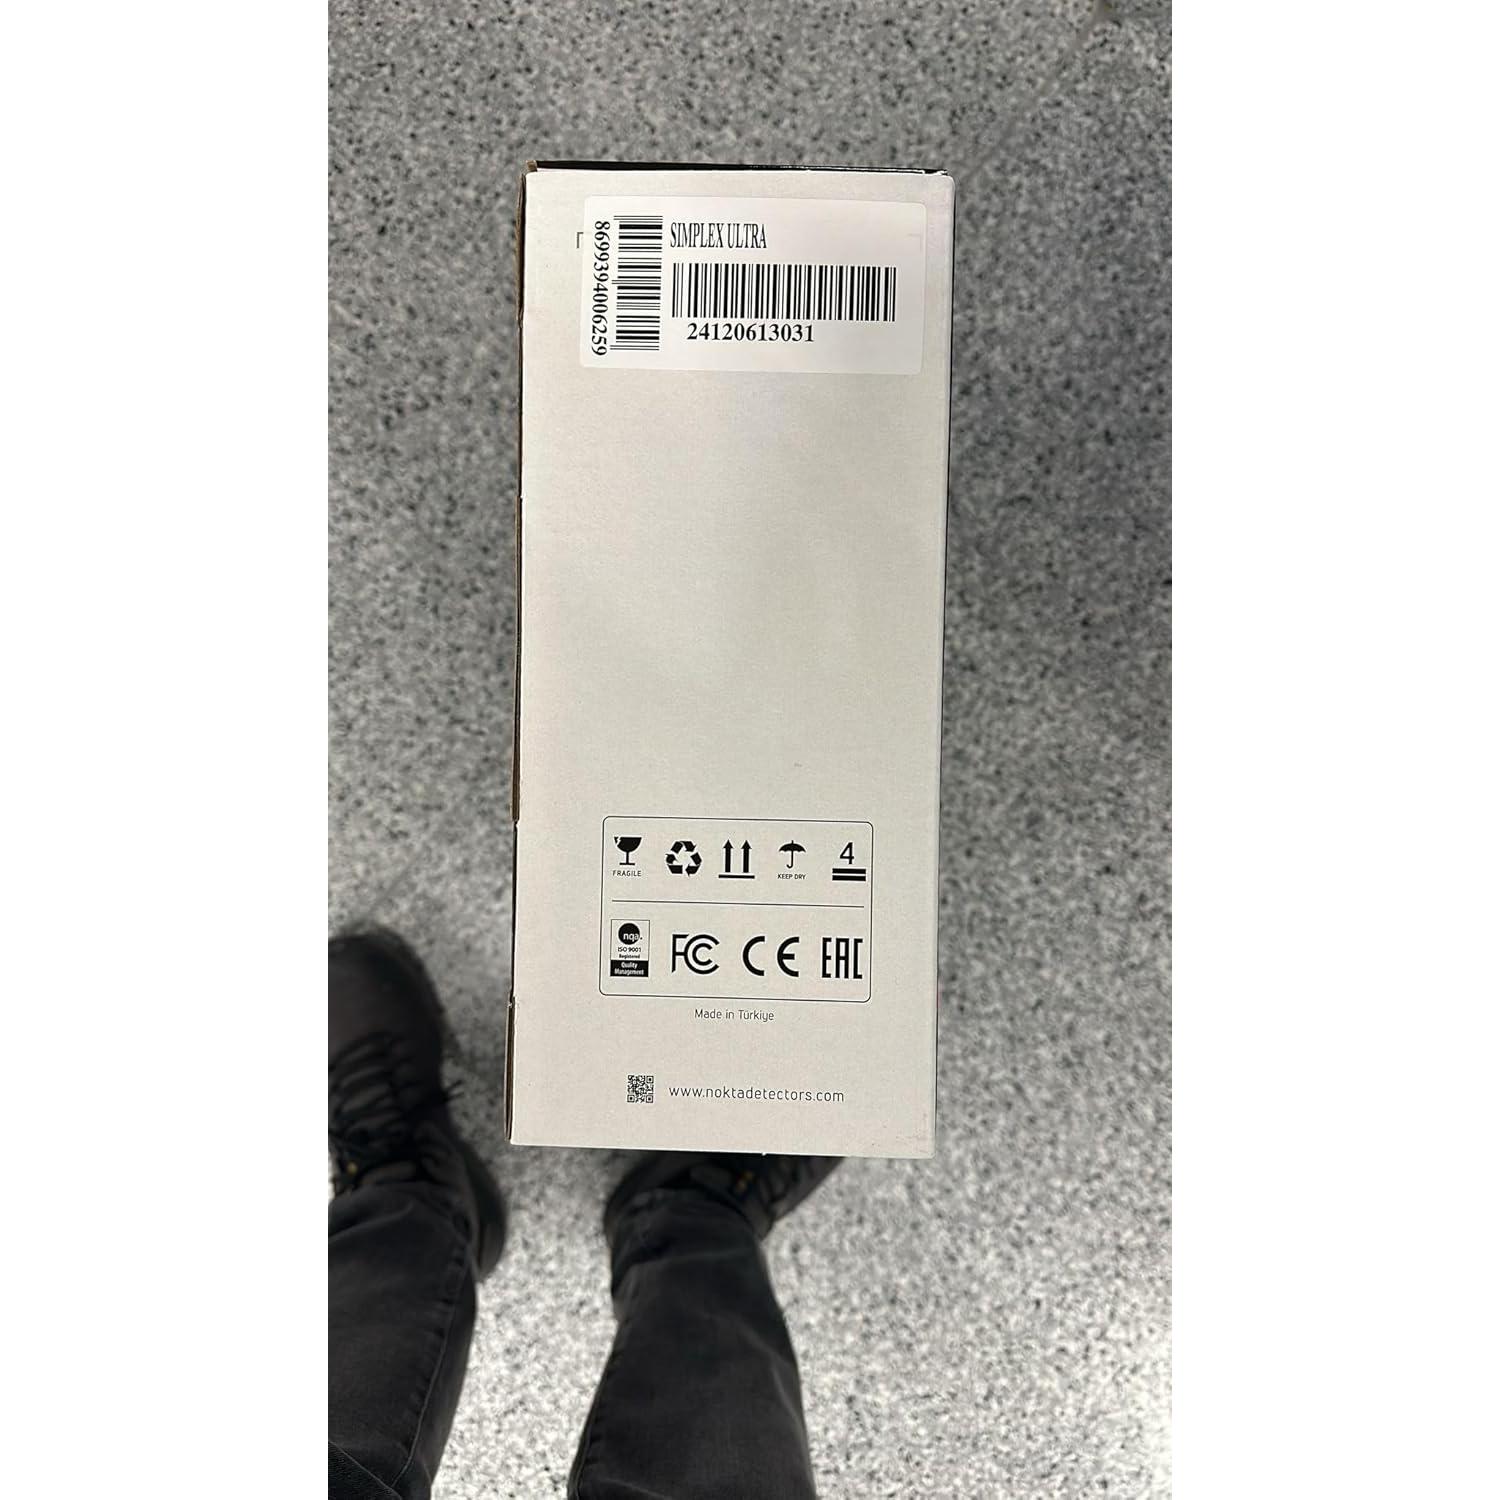 8699394006259
SIMPLEX ULTRA
24120613031
FRAGILE
KEEP DRY
4
nqa.
ISO 9001
Registered
Quality
Management
FC CE EAC
Made in Türkiye
www.noktadetectors.com